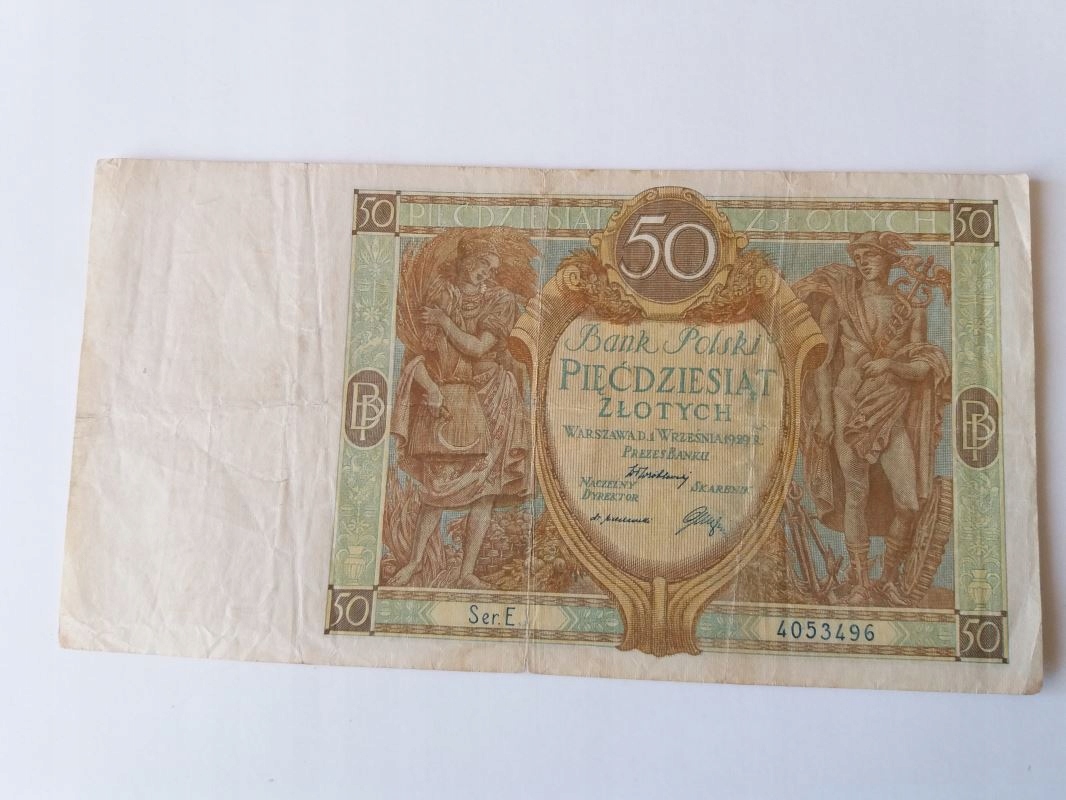 50 PIĘĆDZIESIĄT 50 ZŁOTYCH 50
Bank Polski
PIĘĆDZIESIĄT
ZŁOTYCH
WARSZAWA D. 1 WRZEŚNIA 1929 R.
PREZES BANKU
NACZELNY
DYREKTOR
SKARBNIK
BP
BP
50 Ser. E.J. 4053496 50